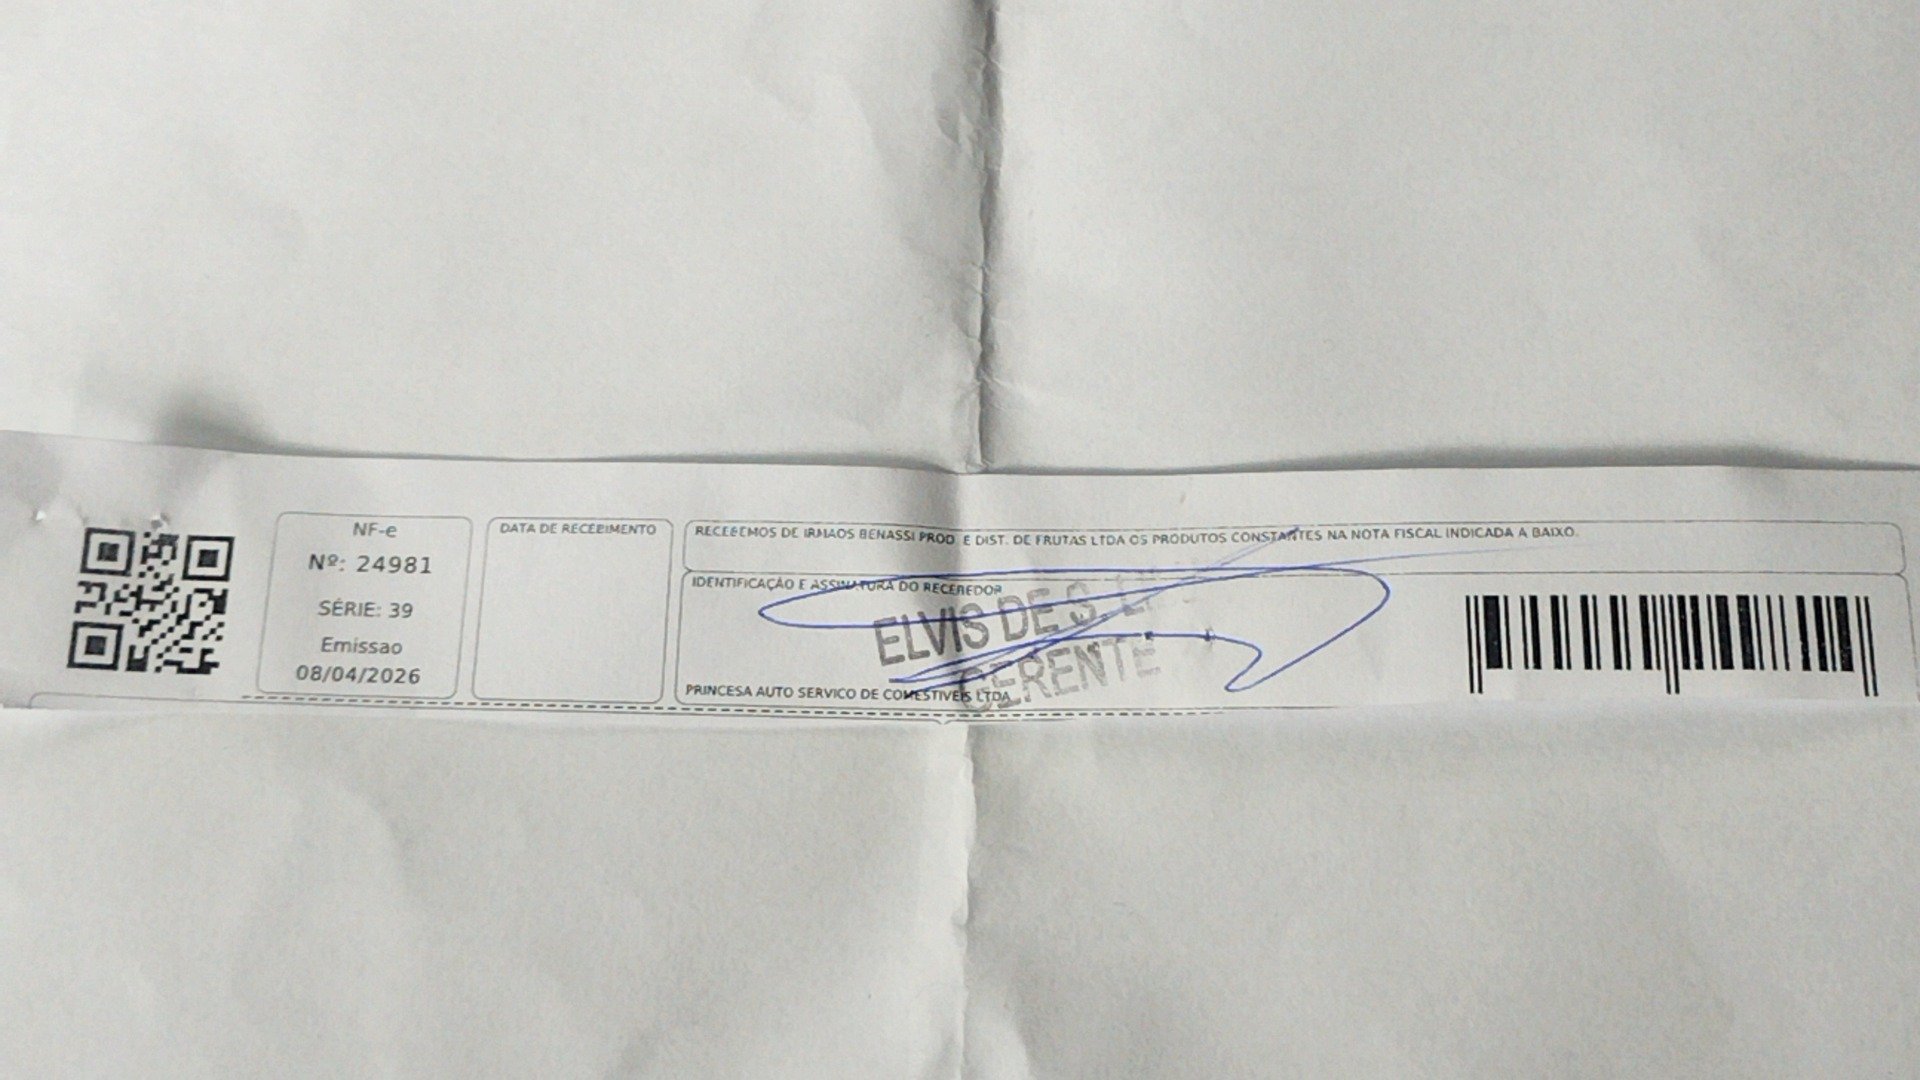 NF-e
Nº: 24981
SÉRIE: 39
Emissao
08/04/2026
DATA DE RECEBIMENTO
RECEBEMOS DE IRMAOS BENASSI PROD E DIST. DE FRUTAS LTDA OS PRODUTOS CONSTANTES NA NOTA FISCAL INDICADA A BAIXO.
IDENTIFICAÇÃO E ASSINATURA DO RECEBEDOR
ELVIS DE S.
GERENTE
PRINCESA AUTO SERVICO DE COMESTIVEIS LTDA